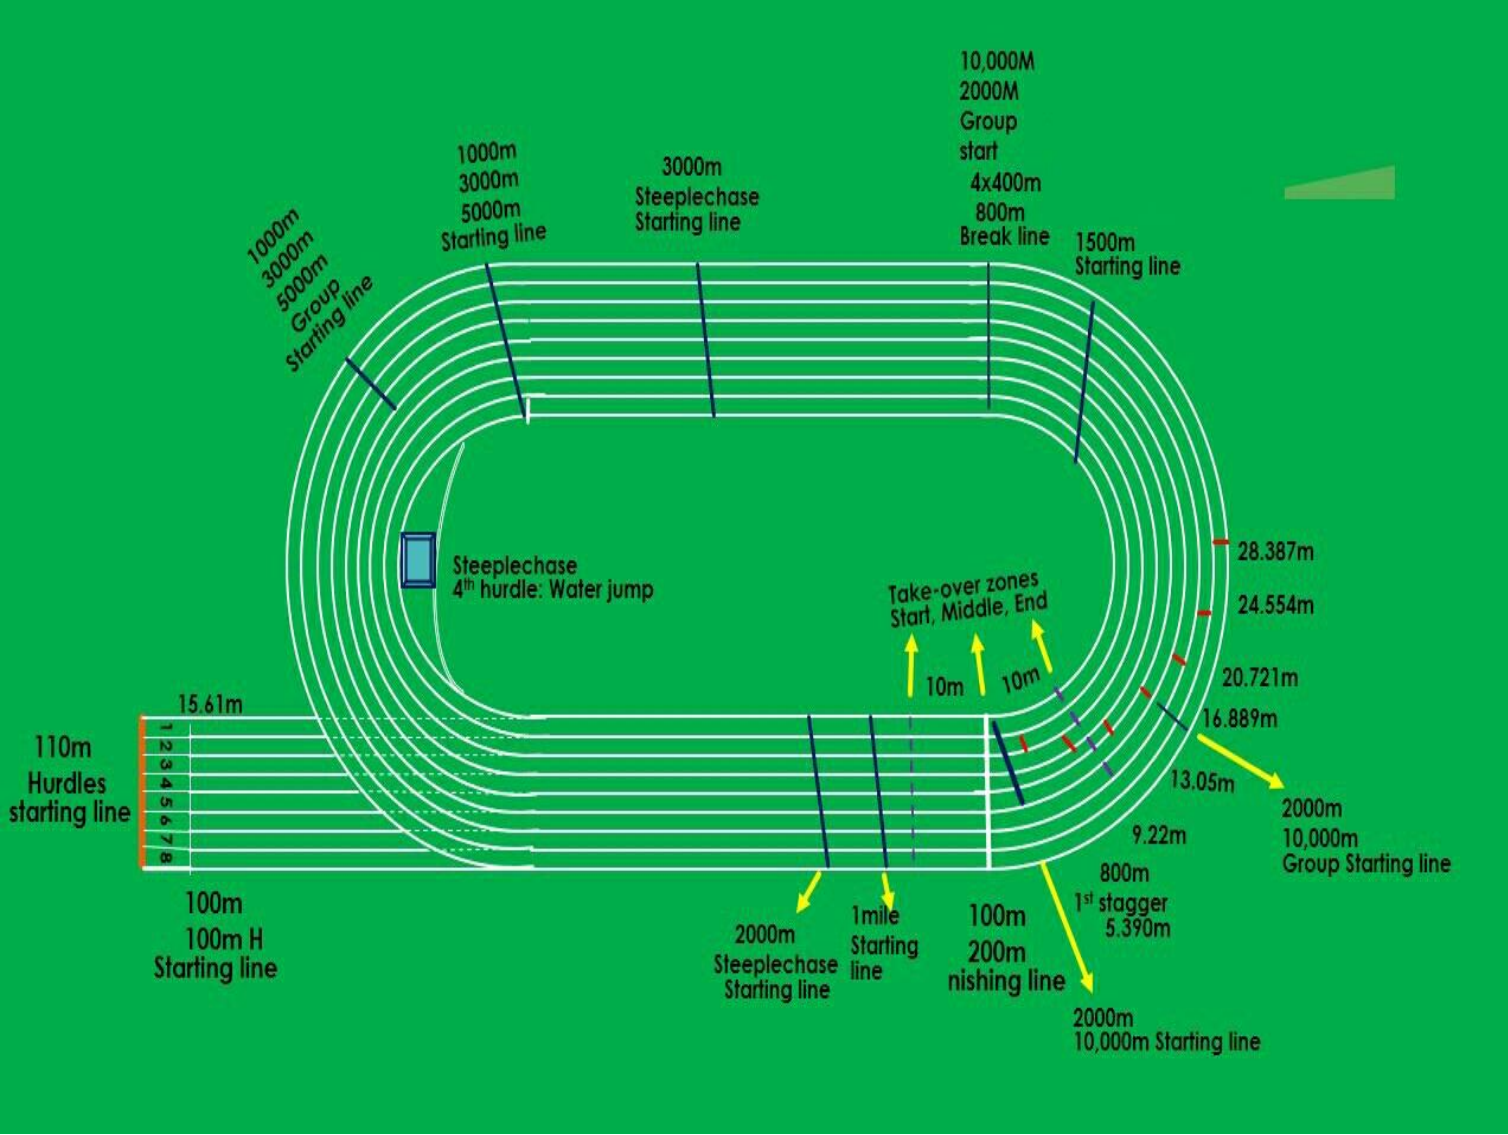 10,000M
2000M
Group
start
4x400m
800m
Break line
1500m
Starting line
3000m
Steeplechase
Starting line
1000m
3000m
5000m
Starting line
1000m
3000m
5000m
Group
Starting line
Steeplechase
4th hurdle: Water jump
Take-over zones
Start, Middle, End
10m
10m
28.387m
24.554m
20.721m
16.889m
13.05m
9.22m
800m
1st stagger
5.390m
2000m
10,000m
Group Starting line
2000m
10,000m Starting line
15.61m
110m
Hurdles
starting line
1
2
3
4
5
6
7
8
100m
100m H
Starting line
2000m
Steeplechase
Starting line
1mile
Starting
line
100m
200m
nishing line